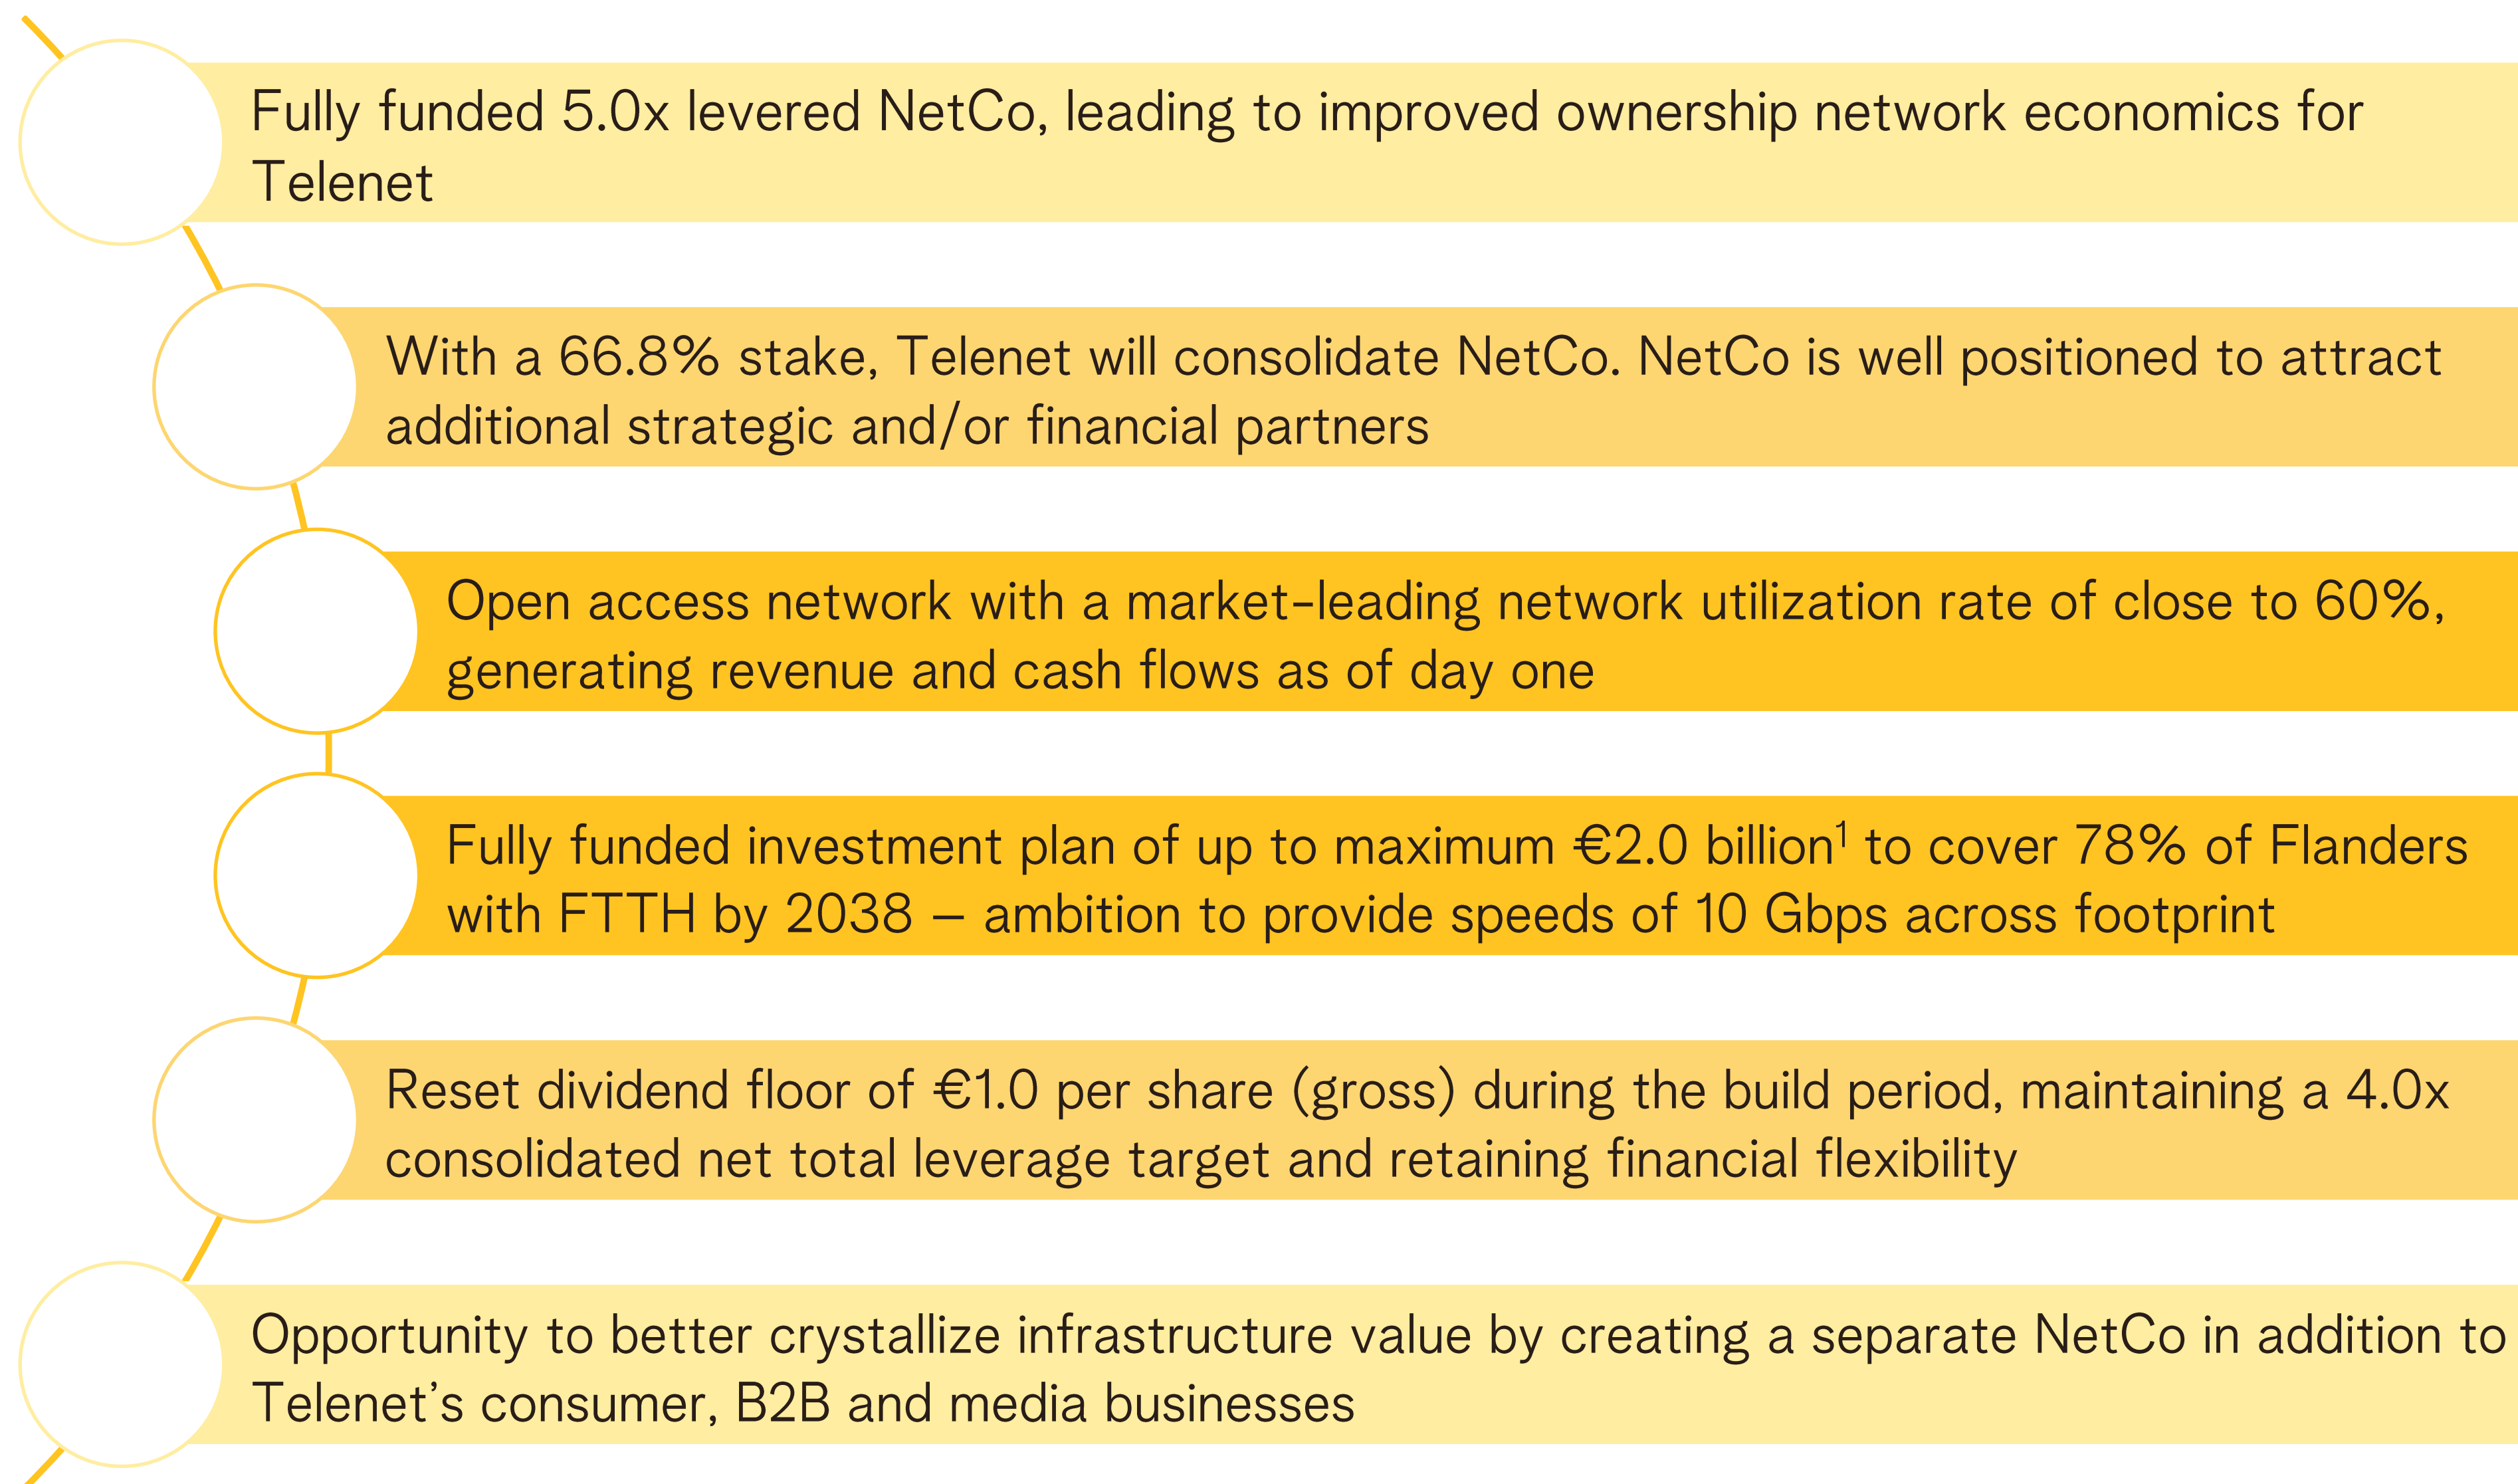 Fully funded 5.0x levered NetCo, leading to improved ownership network economics for
Telenet
With a 66.8% stake, Telenet will consolidate NetCo. NetCo is well positioned to attract
additional strategic and/or financial partners
Open access network with a market-leading network utilization rate of close to 60%,
generating revenue and cash flows as of day one
Fully funded investment plan of up to maximum €2.0 billion¹ to cover 78% of Flanders
with FTTH by 2038 – ambition to provide speeds of 10 Gbps across footprint
Reset dividend floor of €1.0 per share (gross) during the build period, maintaining a 4.0x
consolidated net total leverage target and retaining financial flexibility
Opportunity to better crystallize infrastructure value by creating a separate NetCo in addition to
Telenet’s consumer, B2B and media businesses